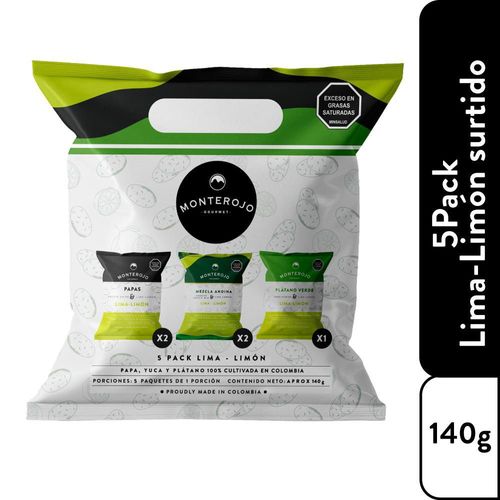 EXCESO EN
GRASAS
SATURADAS
MINSALUD
MONTEROJO
GOURMET
MONTEROJO
PAPAS
LIMA-LIMÓN
X2
MONTEROJO
MEZCLA ANDINA
LIMA - LIMÓN
X2
MONTEROJO
PLÁTANO VERDE
LIMA-LIMÓN
X1
5 PACK LIMA - LIMÓN
PAPA, YUCA Y PLÁTANO 100% CULTIVADA EN COLOMBIA
PORCIONES: 5 PAQUETES DE 1 PORCIÓN CONTENIDO NETO: APROX 140g
★ PROUDLY MADE IN COLOMBIA ★
5Pack
Lima-Limón surtido
140g